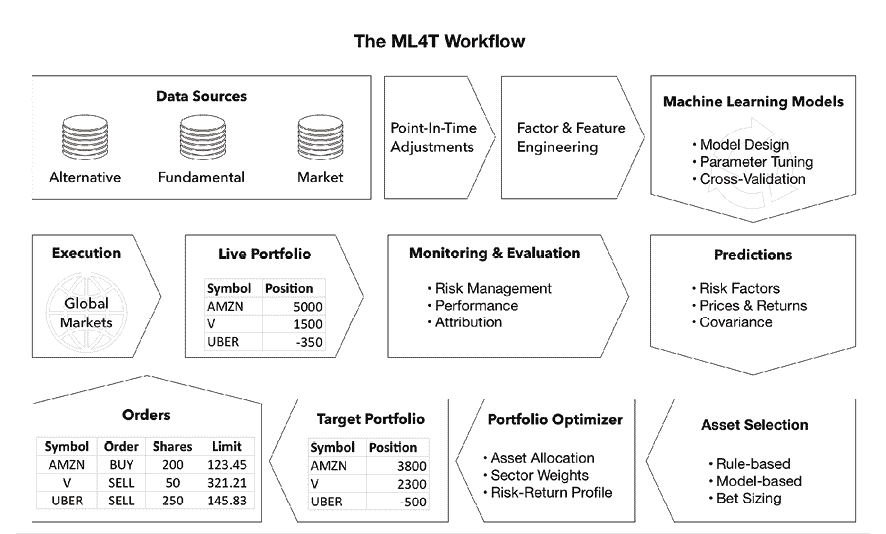 The ML4T Workflow
Data Sources
Alternative Fundamental Market
Point-In-Time
Adjustments
Factor & Feature
Engineering
Machine Learning Models
• Model Design
• Parameter Tuning
• Cross-Validation
Execution
Global
Markets
Live Portfolio
Symbol Position
AMZN 5000
V 1500
UBER -350
Monitoring & Evaluation
• Risk Management
• Performance
• Attribution
Predictions
• Risk Factors
• Prices & Returns
• Covariance
Orders
Symbol Order Shares Limit
AMZN BUY 200 123.45
V SELL 50 321.21
UBER SELL 250 145.83
Target Portfolio
Symbol Position
AMZN 3800
V 2300
UBER -500
Portfolio Optimizer
• Asset Allocation
• Sector Weights
• Risk-Return Profile
Asset Selection
• Rule-based
• Model-based
• Bet Sizing